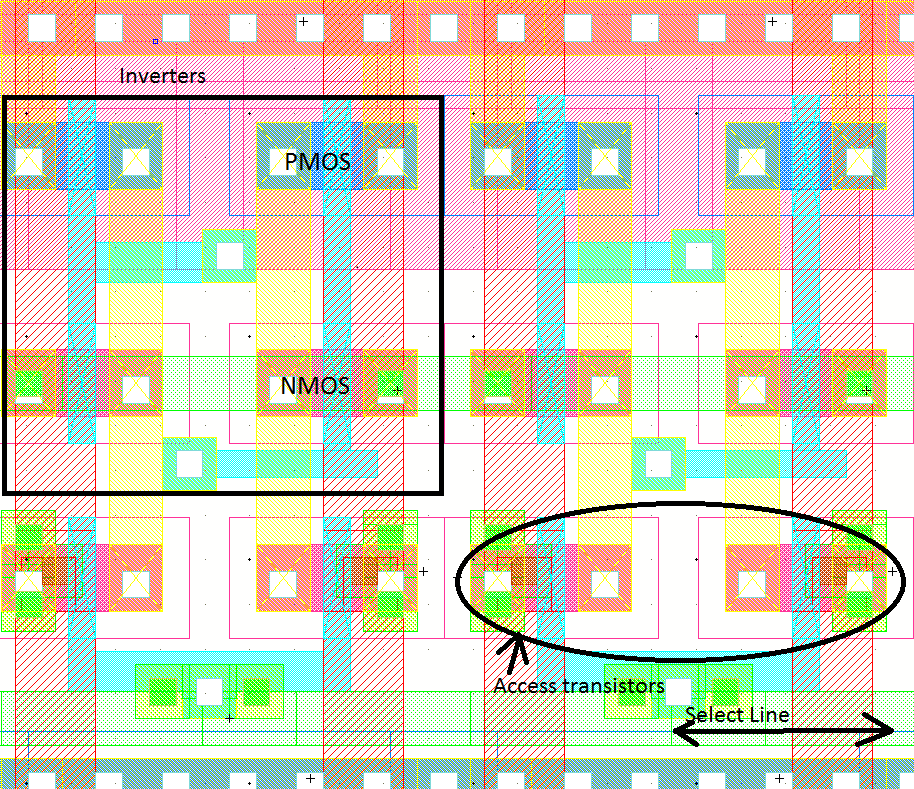 Inverters
PMOS
NMOS
Access transistors
Select Line